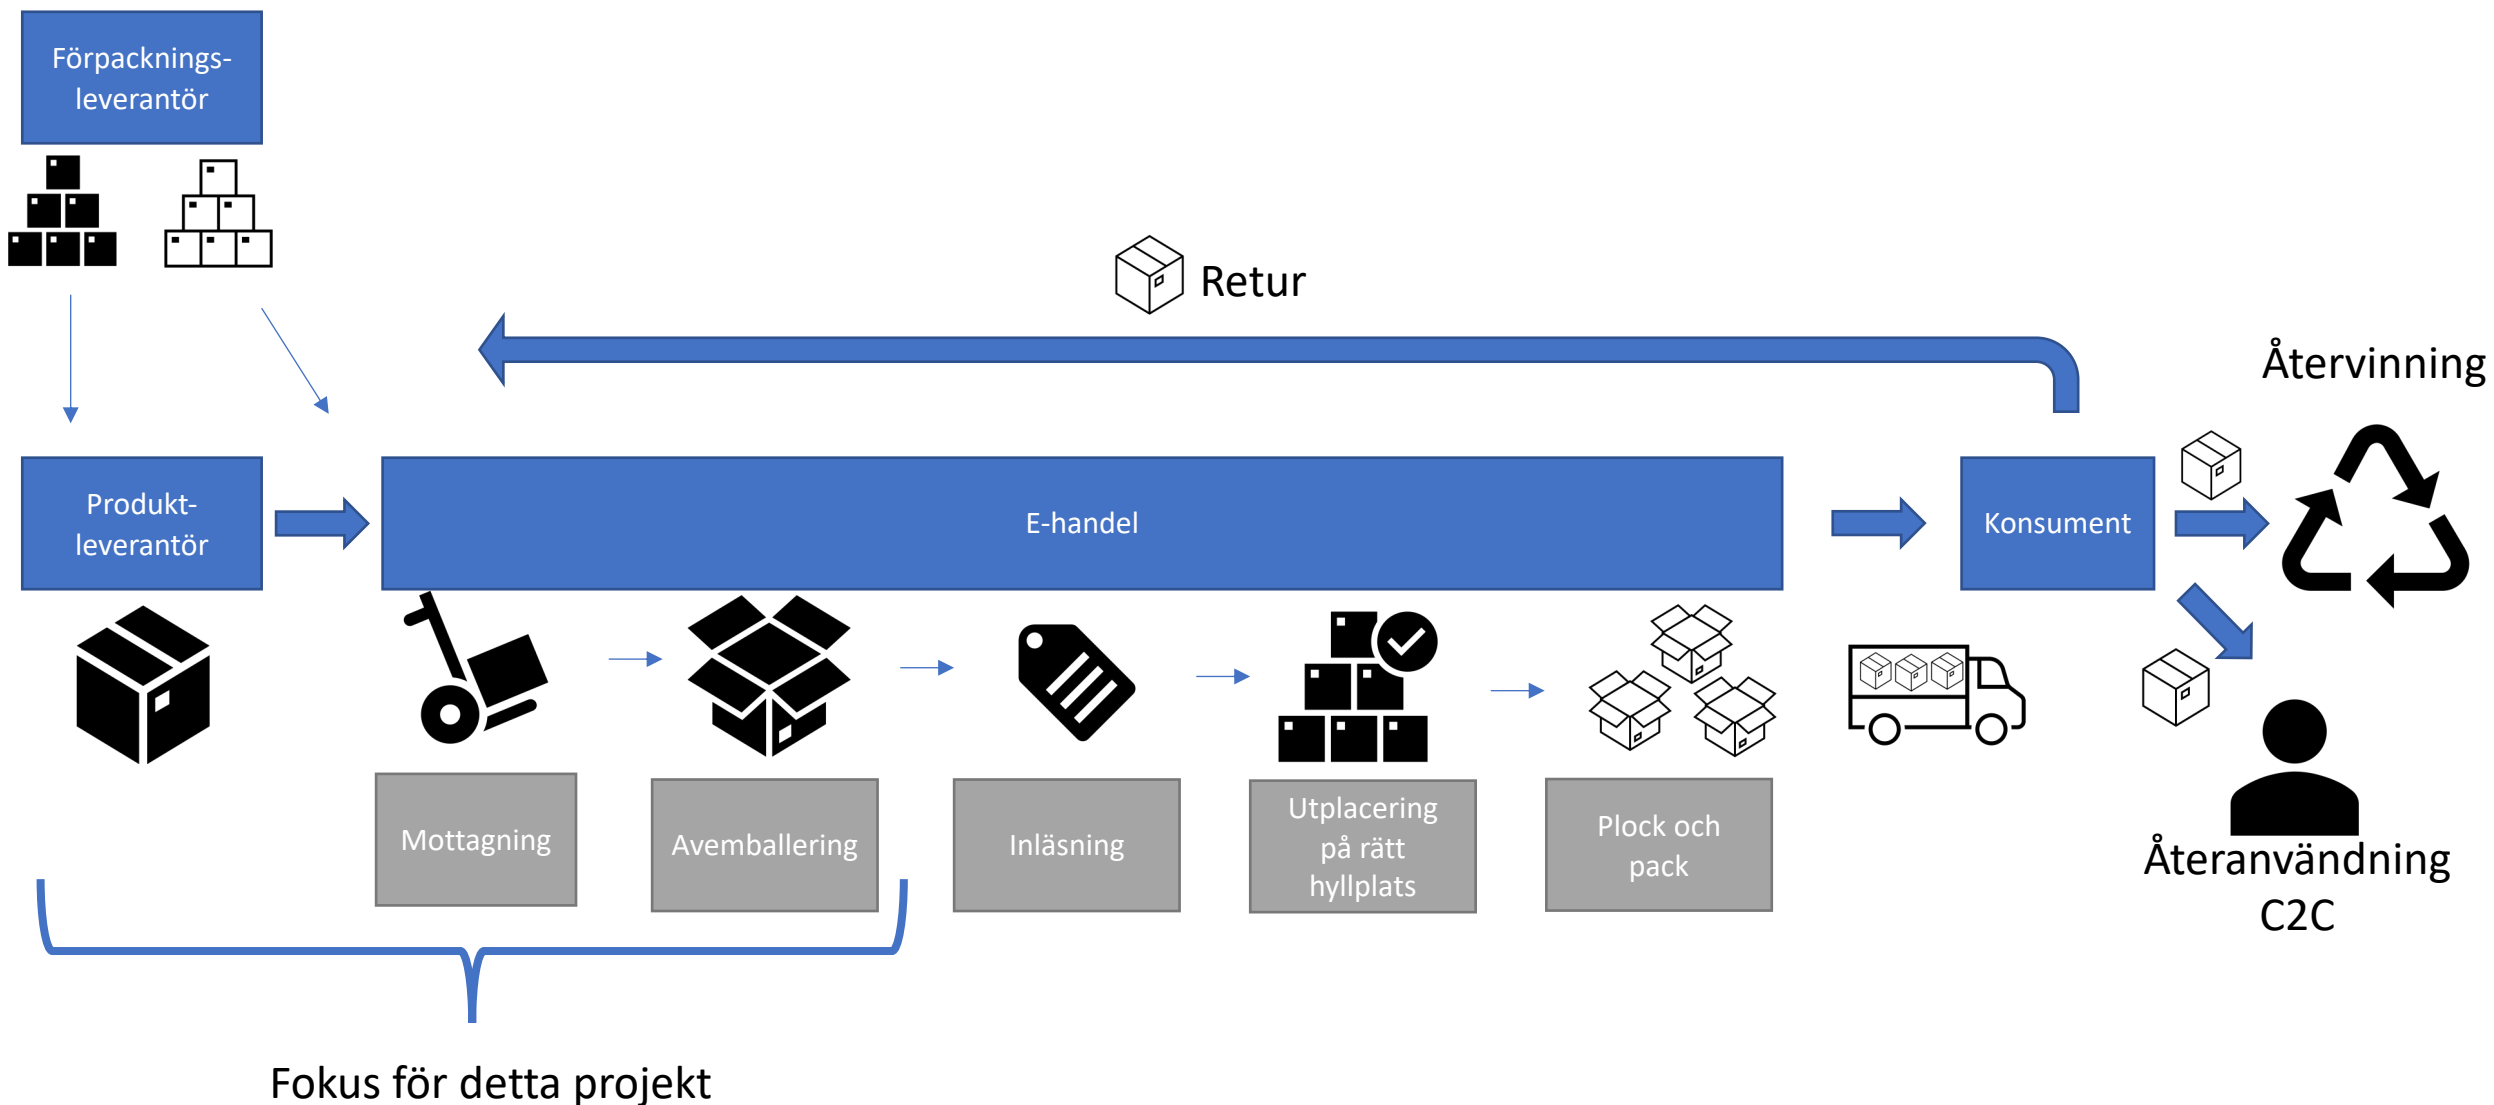 Förpacknings-
leverantör
Retur
Återvinning
Produkt-
leverantör
E-handel
Konsument
Mottagning
Avemballering
Inläsning
Utplacering
på rätt
hyllplats
Plock och
pack
Återanvändning
C2C
Fokus för detta projekt